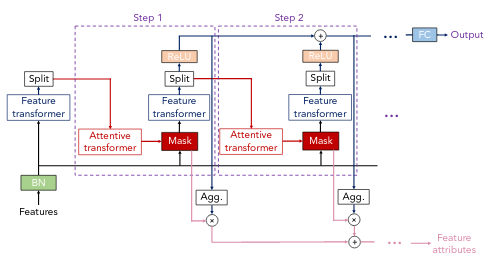 Step 1
Step 2
FC
Output
ReLU
ReLU
Split
Split
Split
Feature
transformer
Feature
transformer
Feature
transformer
Attentive
transformer
Mask
Attentive
transformer
Mask
BN
Agg.
Agg.
Features
Feature
attributes